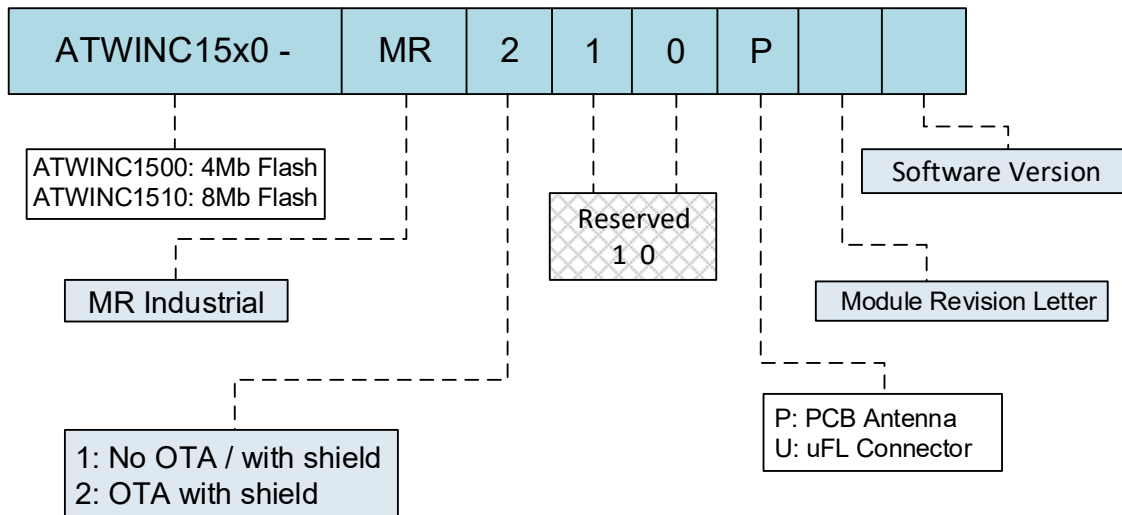 ATWINC15x0 - MR 2 1 0 P
ATWINC1500: 4Mb Flash
ATWINC1510: 8Mb Flash
Software Version
Reserved
1 0
MR Industrial
Module Revision Letter
P: PCB Antenna
U: uFL Connector
1: No OTA / with shield
2: OTA with shield